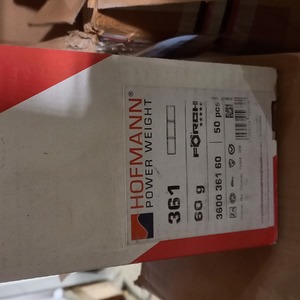 HOFMANN
POWER WEIGHT
361
60 g
FÖRCH
3600 361 60
50 pcs